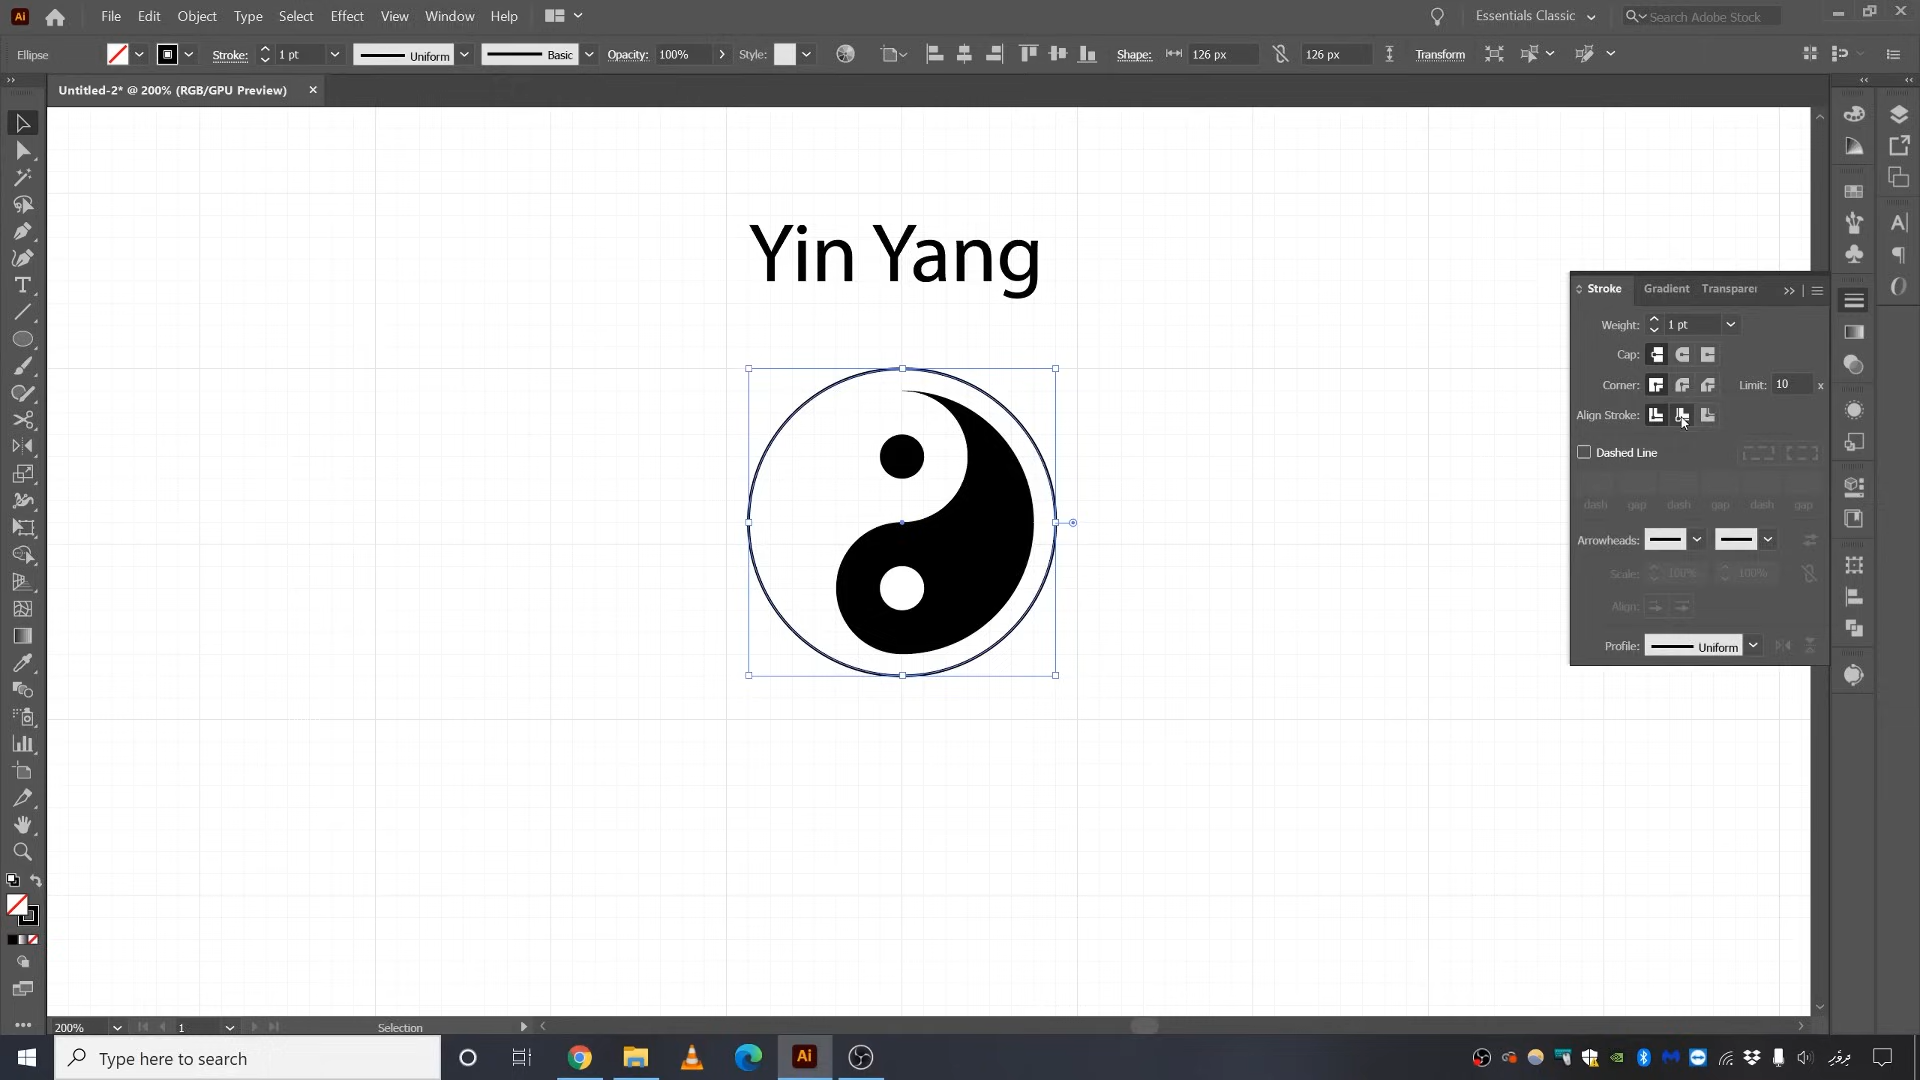 Ai File Edit Object Type Select Effect View Window Help Essentials Classic Search Adobe Stock
Ellipse Stroke: 1 pt Uniform Basic Opacity: 100% Style: Shape: 126 px 126 px Transform
Untitled-2* @ 200% (RGB/GPU Preview)
Yin Yang
Stroke Gradient Transparer
Weight: 1 pt
Cap:
Corner: Limit: 10 x
Align Stroke:
Dashed Line
dash gap dash gap dash gap
Arrowheads:
Scale: 100% 100%
Align:
Profile: Uniform
200% 1 Selection
Type here to search Ai